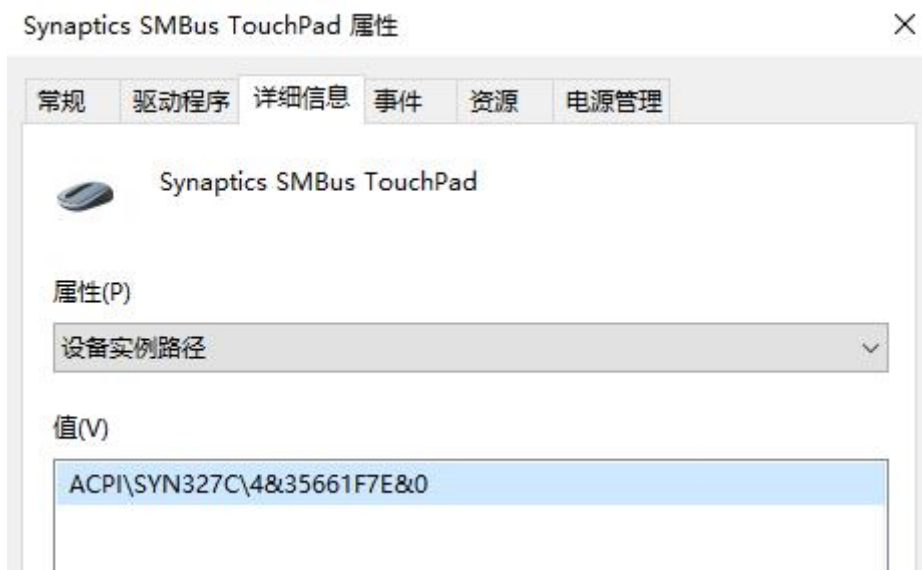 Synaptics SMBus TouchPad 属性
常规 驱动程序 详细信息 事件 资源 电源管理
Synaptics SMBus TouchPad
属性(P)
设备实例路径
值(V)
ACPI\SYN327C\4&35661F7E&0